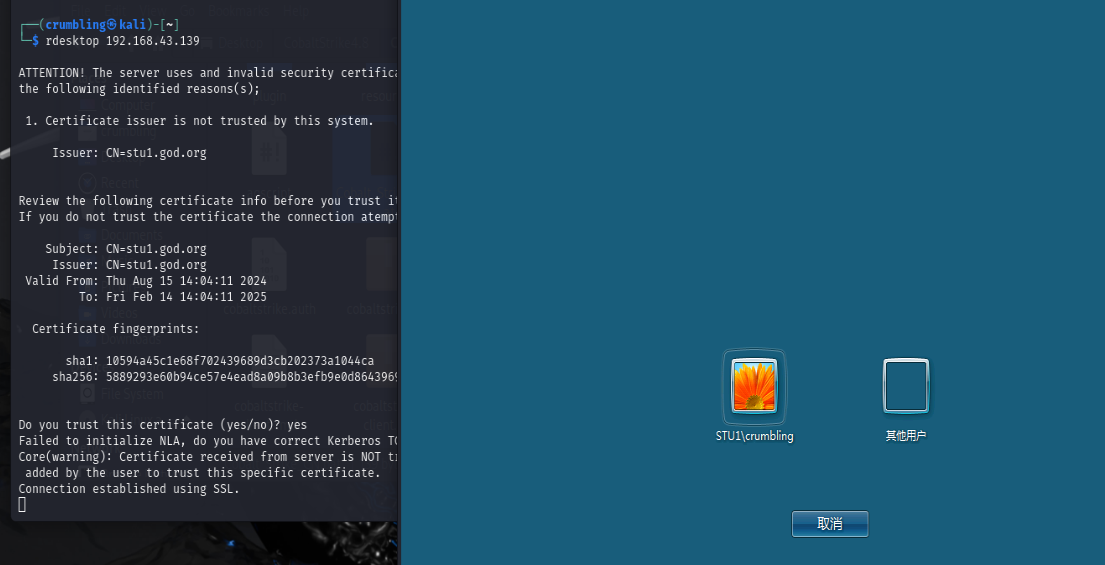 ┌──(crumbling㉿kali)-[~]
└─$ rdesktop 192.168.43.139
ATTENTION! The server uses and invalid security certifica
the following identified reasons(s);
1. Certificate issuer is not trusted by this system.
Issuer: CN=stu1.god.org
Review the following certificate info before you trust it
If you do not trust the certificate the connection atempt
Subject: CN=stu1.god.org
Issuer: CN=stu1.god.org
Valid From: Thu Aug 15 14:04:11 2024
To: Fri Feb 14 14:04:11 2025
Certificate fingerprints:
sha1: 10594a45c1e68f702439689d3cb202373a1044ca
sha256: 5889293e60b94ce57e4ead8a09b8b3efb9e0d8643969
Do you trust this certificate (yes/no)? yes
Failed to initialize NLA, do you have correct Kerberos TG
Core(warning): Certificate received from server is NOT tr
added by the user to trust this specific certificate.
Connection established using SSL.
STU1\crumbling
其他用户
取消